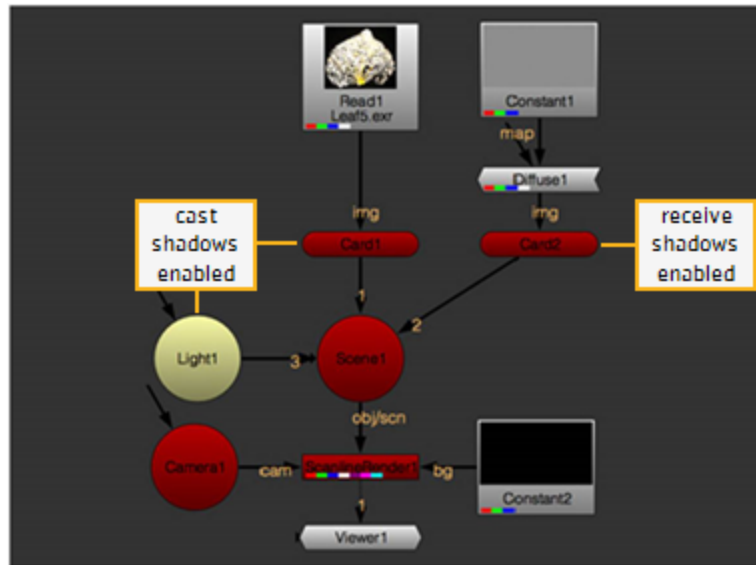 Read1
Leaf5.exr
Constant1
map
Diffuse1
img
img
cast
shadows
enabled
Card1
Card2
receive
shadows
enabled
1
2
Light1
3
Scene1
obj/scn
Camera1
cam
ScanlineRender1
bg
Constant2
1
Viewer1